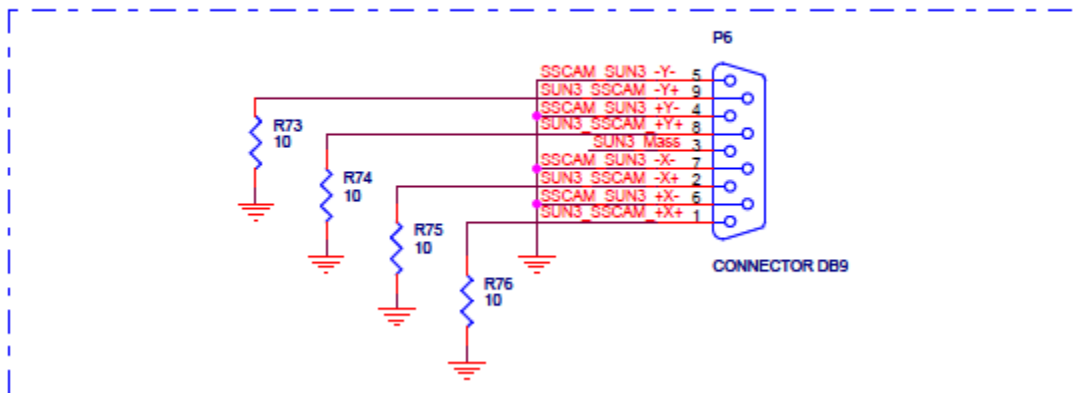 P6
SSCAM_SUN3_-Y- 5
SUN3_SSCAM_-Y+ 9
SSCAM_SUN3_+Y- 4
SUN3_SSCAM_+Y+ 8
SUN3_Mass 3
SSCAM_SUN3_-X- 7
SUN3_SSCAM_-X+ 2
SSCAM_SUN3_+X- 6
SUN3_SSCAM_+X+ 1
CONNECTOR DB9
R73
10
R74
10
R75
10
R76
10